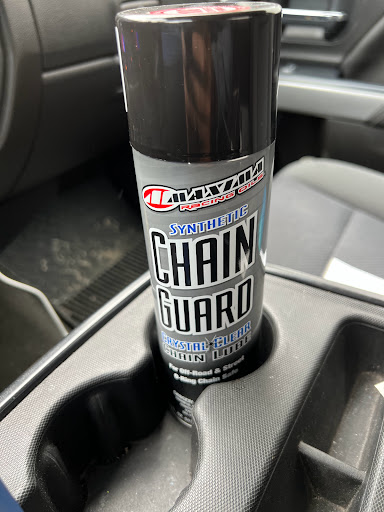 MAXIMA
RACING OILS
SYNTHETIC
CHAIN
GUARD
CRYSTAL CLEAR
CHAIN LUBE
For Off-Road & Street
O-Ring Chain Safe